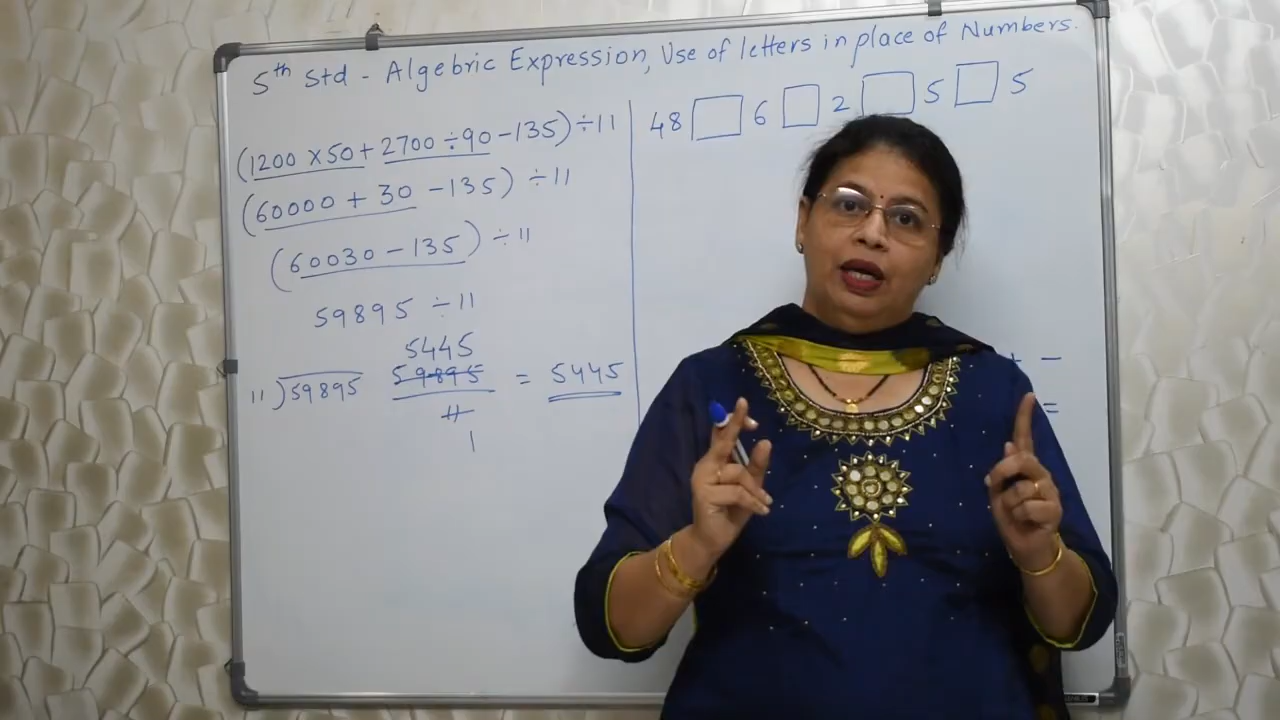 5th Std - Algebric Expression, Use of letters in place of Numbers.
(1200 × 50 + 2700 ÷ 90 - 135) ÷ 11
(60000 + 30 - 135) ÷ 11
(60030 - 135) ÷ 11
59895 ÷ 11
5445
11)59895 59895 = 5445
11
1
48 □ 6 □ 2 □ 5 □ 5
+ -
=